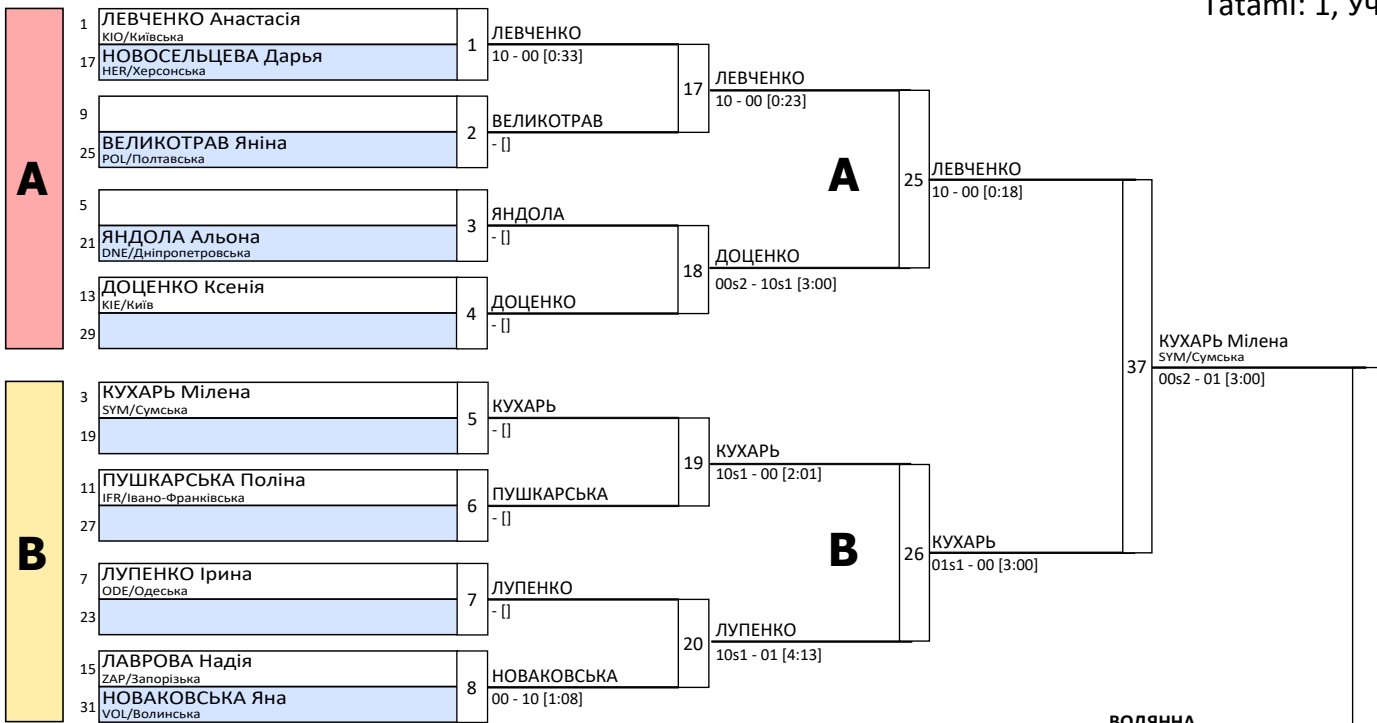 Tatami: 1, Уч
A
1 ЛЕВЧЕНКО Анастасія
KIO/Київська
17 НОВОСЕЛЬЦЕВА Дарья
HER/Херсонська
1
ЛЕВЧЕНКО
10 - 00 [0:33]
9
25 ВЕЛИКОТРАВ Яніна
POL/Полтавська
2
ВЕЛИКОТРАВ
- []
17
ЛЕВЧЕНКО
10 - 00 [0:23]
5
21 ЯНДОЛА Альона
DNE/Дніпропетровська
3
ЯНДОЛА
- []
13 ДОЦЕНКО Ксенія
KIE/Київ
29
4
ДОЦЕНКО
- []
18
ДОЦЕНКО
00s2 - 10s1 [3:00]
A
25
ЛЕВЧЕНКО
10 - 00 [0:18]
B
3 КУХАРЬ Мілена
SYM/Сумська
19
5
КУХАРЬ
- []
11 ПУШКАРСЬКА Поліна
IFR/Івано-Франківська
27
6
ПУШКАРСЬКА
- []
19
КУХАРЬ
10s1 - 00 [2:01]
7 ЛУПЕНКО Ірина
ODE/Одеська
23
7
ЛУПЕНКО
- []
15 ЛАВРОВА Надія
ZAP/Запорізька
31 НОВАКОВСЬКА Яна
VOL/Волинська
8
НОВАКОВСЬКА
00 - 10 [1:08]
20
ЛУПЕНКО
10s1 - 01 [4:13]
B
26
КУХАРЬ
01s1 - 00 [3:00]
37
КУХАРЬ Мілена
SYM/Сумська
00s2 - 01 [3:00]